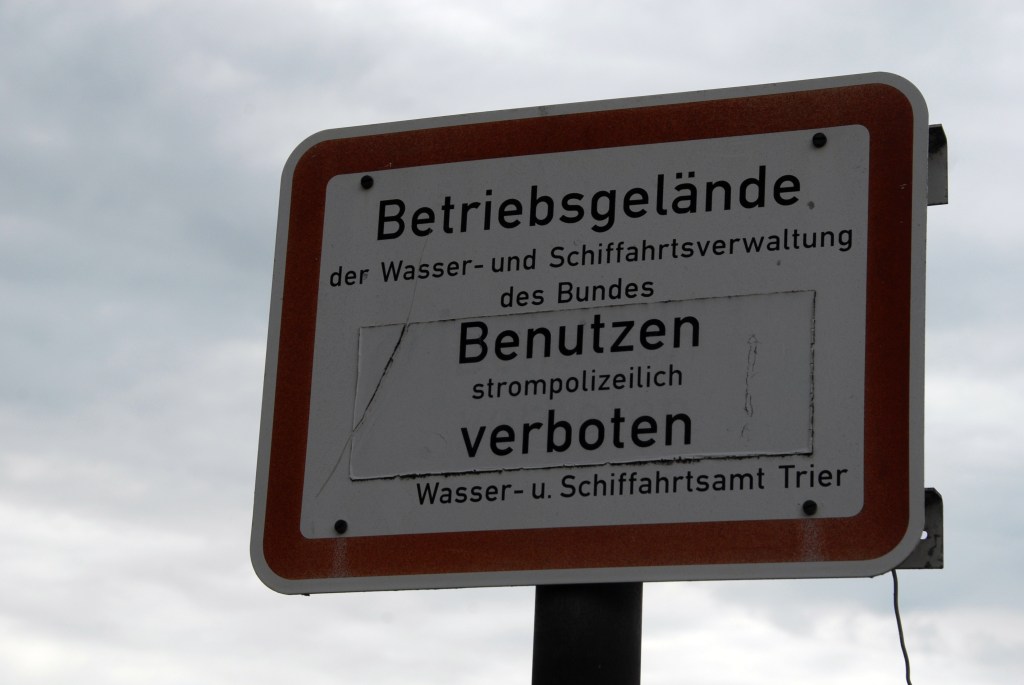 Betriebsgelände
der Wasser- und Schiffahrtsverwaltung
des Bundes
Benutzen
strompolizeilich
verboten
Wasser- u. Schiffahrtsamt Trier